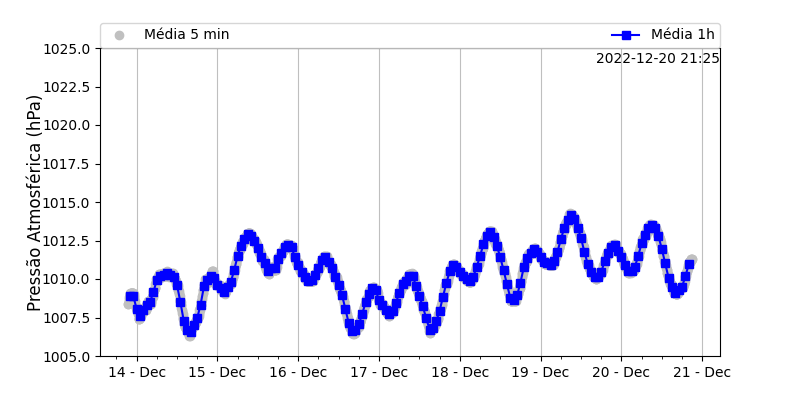 Média 5 min
Média 1h
2022-12-20 21:25
Pressão Atmosférica (hPa)
1025.0
1022.5
1020.0
1017.5
1015.0
1012.5
1010.0
1007.5
1005.0
14 - Dec
15 - Dec
16 - Dec
17 - Dec
18 - Dec
19 - Dec
20 - Dec
21 - Dec